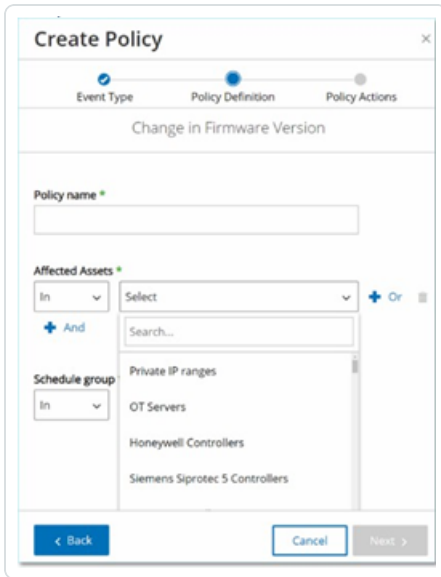 Create Policy
Event Type Policy Definition Policy Actions
Change in Firmware Version
Policy name *
Affected Assets *
In Select + Or
+ And Search...
Private IP ranges
Schedule group
In OT Servers
Honeywell Controllers
Siemens Siprotec 5 Controllers
< Back Cancel Next >